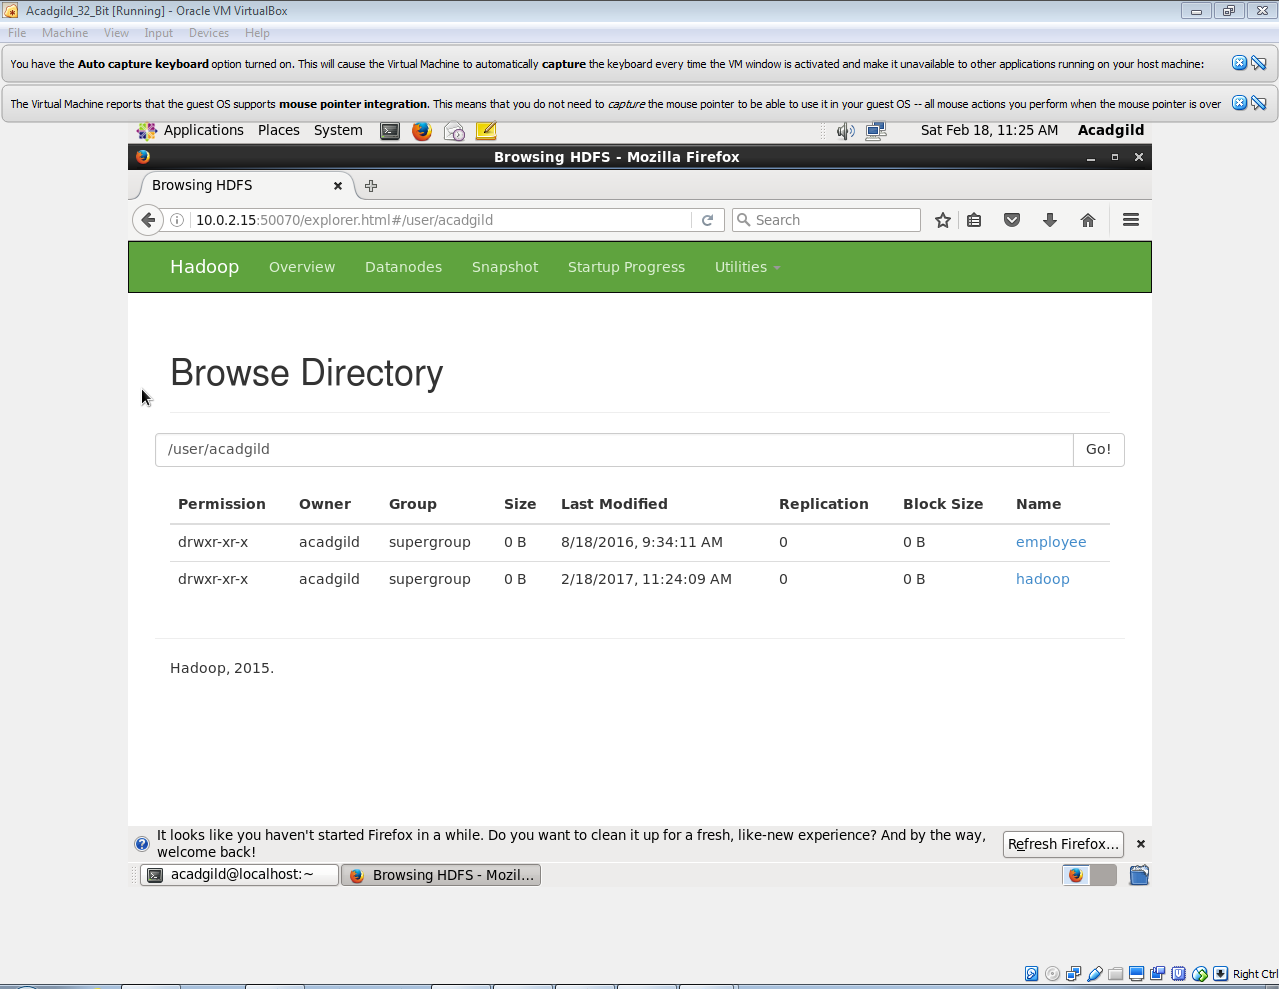 Acadgild_32_Bit [Running] - Oracle VM VirtualBox
File Machine View Input Devices Help
You have the Auto capture keyboard option turned on. This will cause the Virtual Machine to automatically capture the keyboard every time the VM window is activated and make it unavailable to other applications running on your host machine:
The Virtual Machine reports that the guest OS supports mouse pointer integration. This means that you do not need to capture the mouse pointer to be able to use it in your guest OS -- all mouse actions you perform when the mouse pointer is over
Applications Places System Sat Feb 18, 11:25 AM Acadgild
Browsing HDFS - Mozilla Firefox
Browsing HDFS
10.0.2.15:50070/explorer.html#/user/acadgild Search
Hadoop Overview Datanodes Snapshot Startup Progress Utilities
Browse Directory
/user/acadgild Go!
Permission Owner Group Size Last Modified Replication Block Size Name
drwxr-xr-x acadgild supergroup 0 B 8/18/2016, 9:34:11 AM 0 0 B employee
drwxr-xr-x acadgild supergroup 0 B 2/18/2017, 11:24:09 AM 0 0 B hadoop
Hadoop, 2015.
It looks like you haven't started Firefox in a while. Do you want to clean it up for a fresh, like-new experience? And by the way,
welcome back!
Refresh Firefox...
acadgild@localhost:~ Browsing HDFS - Mozil...
Right Ctrl